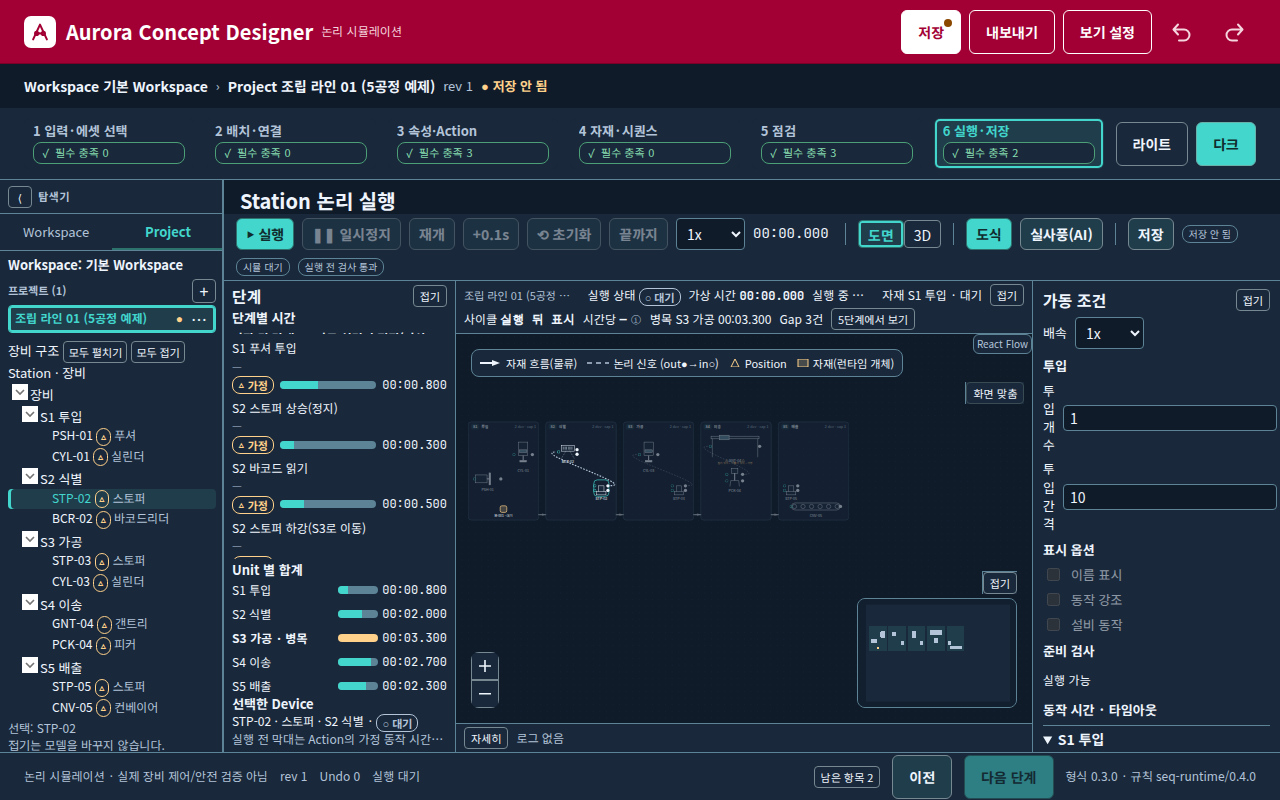 Aurora Concept Designer 논리 시뮬레이션
저장 내보내기 보기 설정
Workspace 기본 Workspace › Project 조립 라인 01 (5공정 예제) rev 1 ● 저장 안 됨
1 입력·에셋 선택 2 배치·연결 3 속성·Action 4 자재·시퀀스 5 점검 6 실행·저장
✓ 필수 충족 0 ✓ 필수 충족 0 ✓ 필수 충족 3 ✓ 필수 충족 0 ✓ 필수 충족 3 ✓ 필수 충족 2
라이트 다크
⟨ 탐색기
Workspace Project
Workspace: 기본 Workspace
프로젝트 (1) +
조립 라인 01 (5공정 예제) ● ···
장비 구조 모두 펼치기 모두 접기
Station · 장비
장비
S1 투입
PSH-01 △ 푸셔
CYL-01 △ 실린더
S2 식별
STP-02 △ 스토퍼
BCR-02 △ 바코드리더
S3 가공
STP-03 △ 스토퍼
CYL-03 △ 실린더
S4 이송
GNT-04 △ 갠트리
PCK-04 △ 피커
S5 배출
STP-05 △ 스토퍼
CNV-05 △ 컨베이어
선택: STP-02
접기는 모델을 바꾸지 않습니다.
Station 논리 실행
▶ 실행 ❚❚ 일시정지 재개 +0.1s ⟲ 초기화 끝까지 1x 00:00.000 도면 3D 도식 실사풍(AI) 저장 저장 안 됨
시뮬 대기 실행 전 검사 통과
단계 접기
단계별 시간
S1 푸셔 투입
—
△ 가정 00:00.800
S2 스토퍼 상승(정지)
—
△ 가정 00:00.300
S2 바코드 읽기
—
△ 가정 00:00.500
S2 스토퍼 하강(S3로 이동)
—
Unit 별 합계
S1 투입 00:00.800
S2 식별 00:02.000
S3 가공 · 병목 00:03.300
S4 이송 00:02.700
S5 배출 00:02.300
선택한 Device
STP-02 · 스토퍼 · S2 식별 · ○ 대기
실행 전 막대는 Action의 가정 동작 시간···
조립 라인 01 (5공정 ··· 실행 상태 ○ 대기 가상 시간 00:00.000 실행 중 ··· 자재 S1 투입 · 대기 접기
사이클 실행 뒤 표시 시간당 – ⓘ 병목 S3 가공 00:03.300 Gap 3건 5단계에서 보기
React Flow
자재 흐름(물류) 논리 신호 (out●→in○) △ Position 자재(런타임 개체)
화면 맞춤
접기
+
−
자세히 로그 없음
가동 조건 접기
배속 1x
투입
투입 개수 1
투입 간격 10
표시 옵션
이름 표시
동작 강조
설비 동작
준비 검사
실행 가능
동작 시간 · 타임아웃
▼ S1 투입
논리 시뮬레이션 · 실제 장비 제어/안전 검증 아님 rev 1 Undo 0 실행 대기
남은 항목 2 이전 다음 단계 형식 0.3.0 · 규칙 seq-runtime/0.4.0